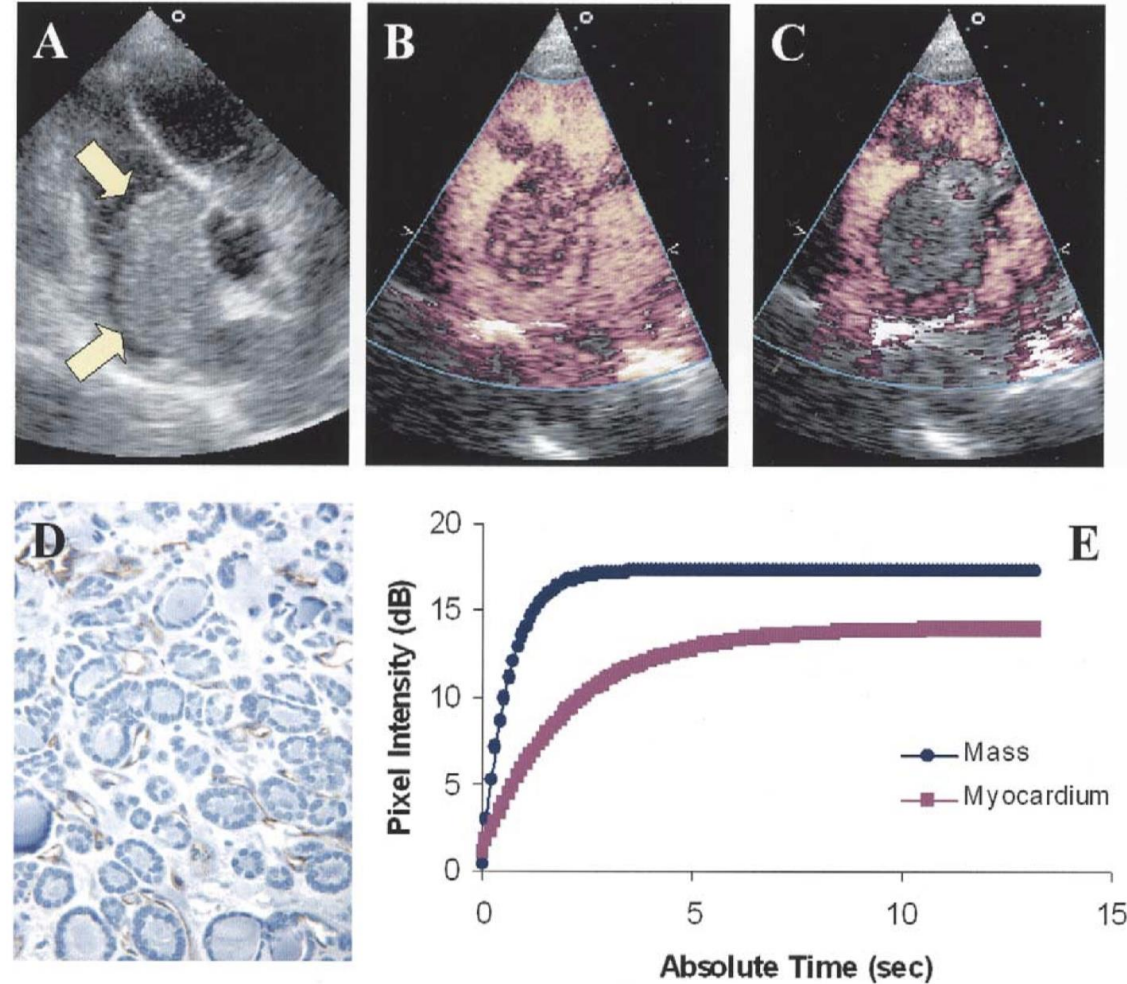 A
B
C
D
E
20
15
10
5
0
Pixel Intensity (dB)
Mass
Myocardium
0
5
10
15
Absolute Time (sec)